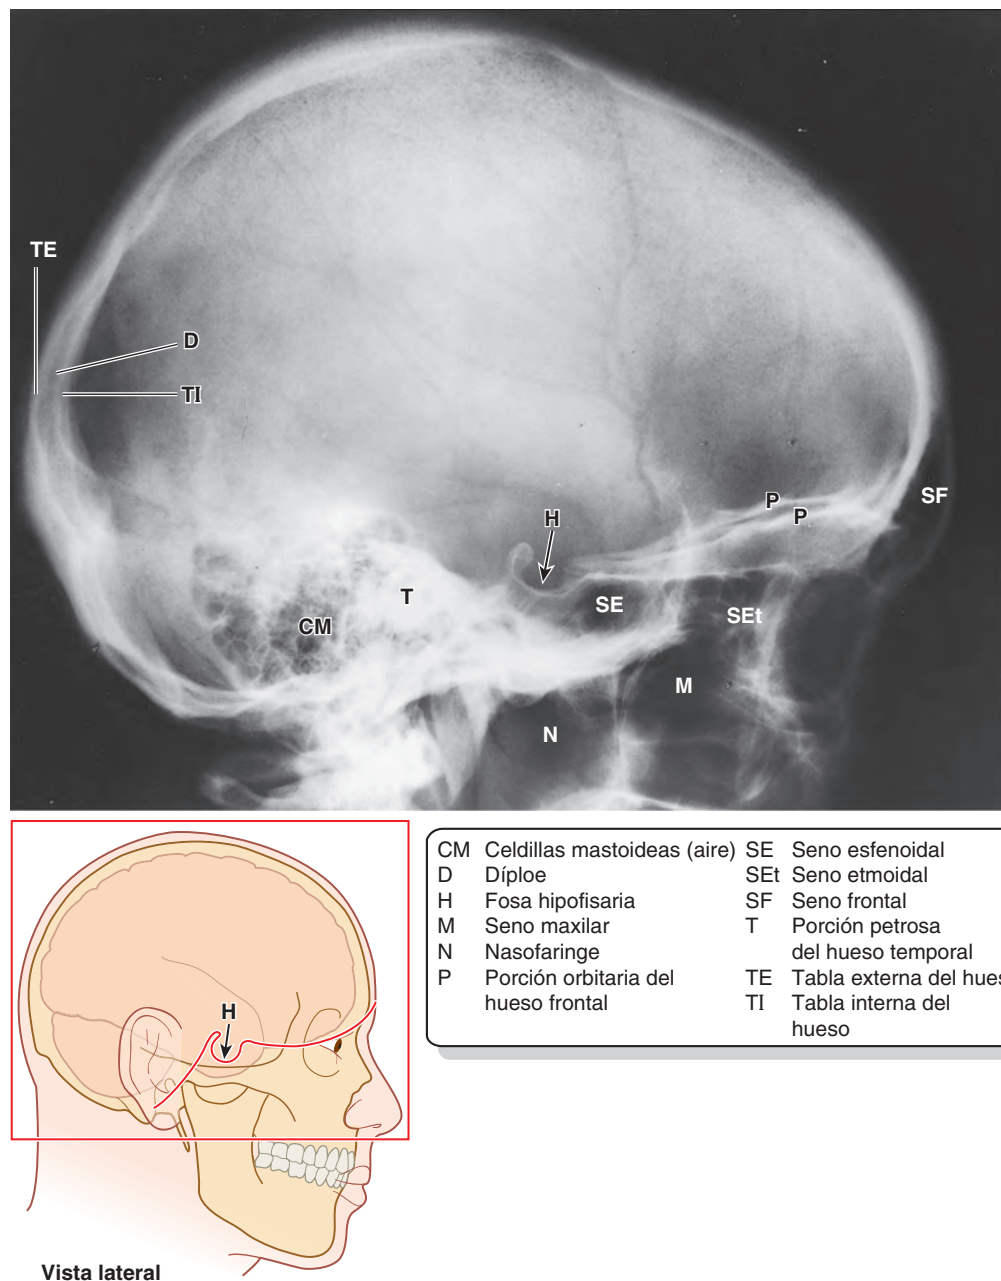 TE
D
TI
H
P
P
SF
T
SE
SEt
CM
M
N
CM Celdillas mastoideas (aire)
D Díploe
H Fosa hipofisaria
M Seno maxilar
N Nasofaringe
P Porción orbitaria del
hueso frontal
SE Seno esfenoidal
SEt Seno etmoidal
SF Seno frontal
T Porción petrosa
del hueso temporal
TE Tabla externa del hues
TI Tabla interna del
hueso
H
Vista lateral